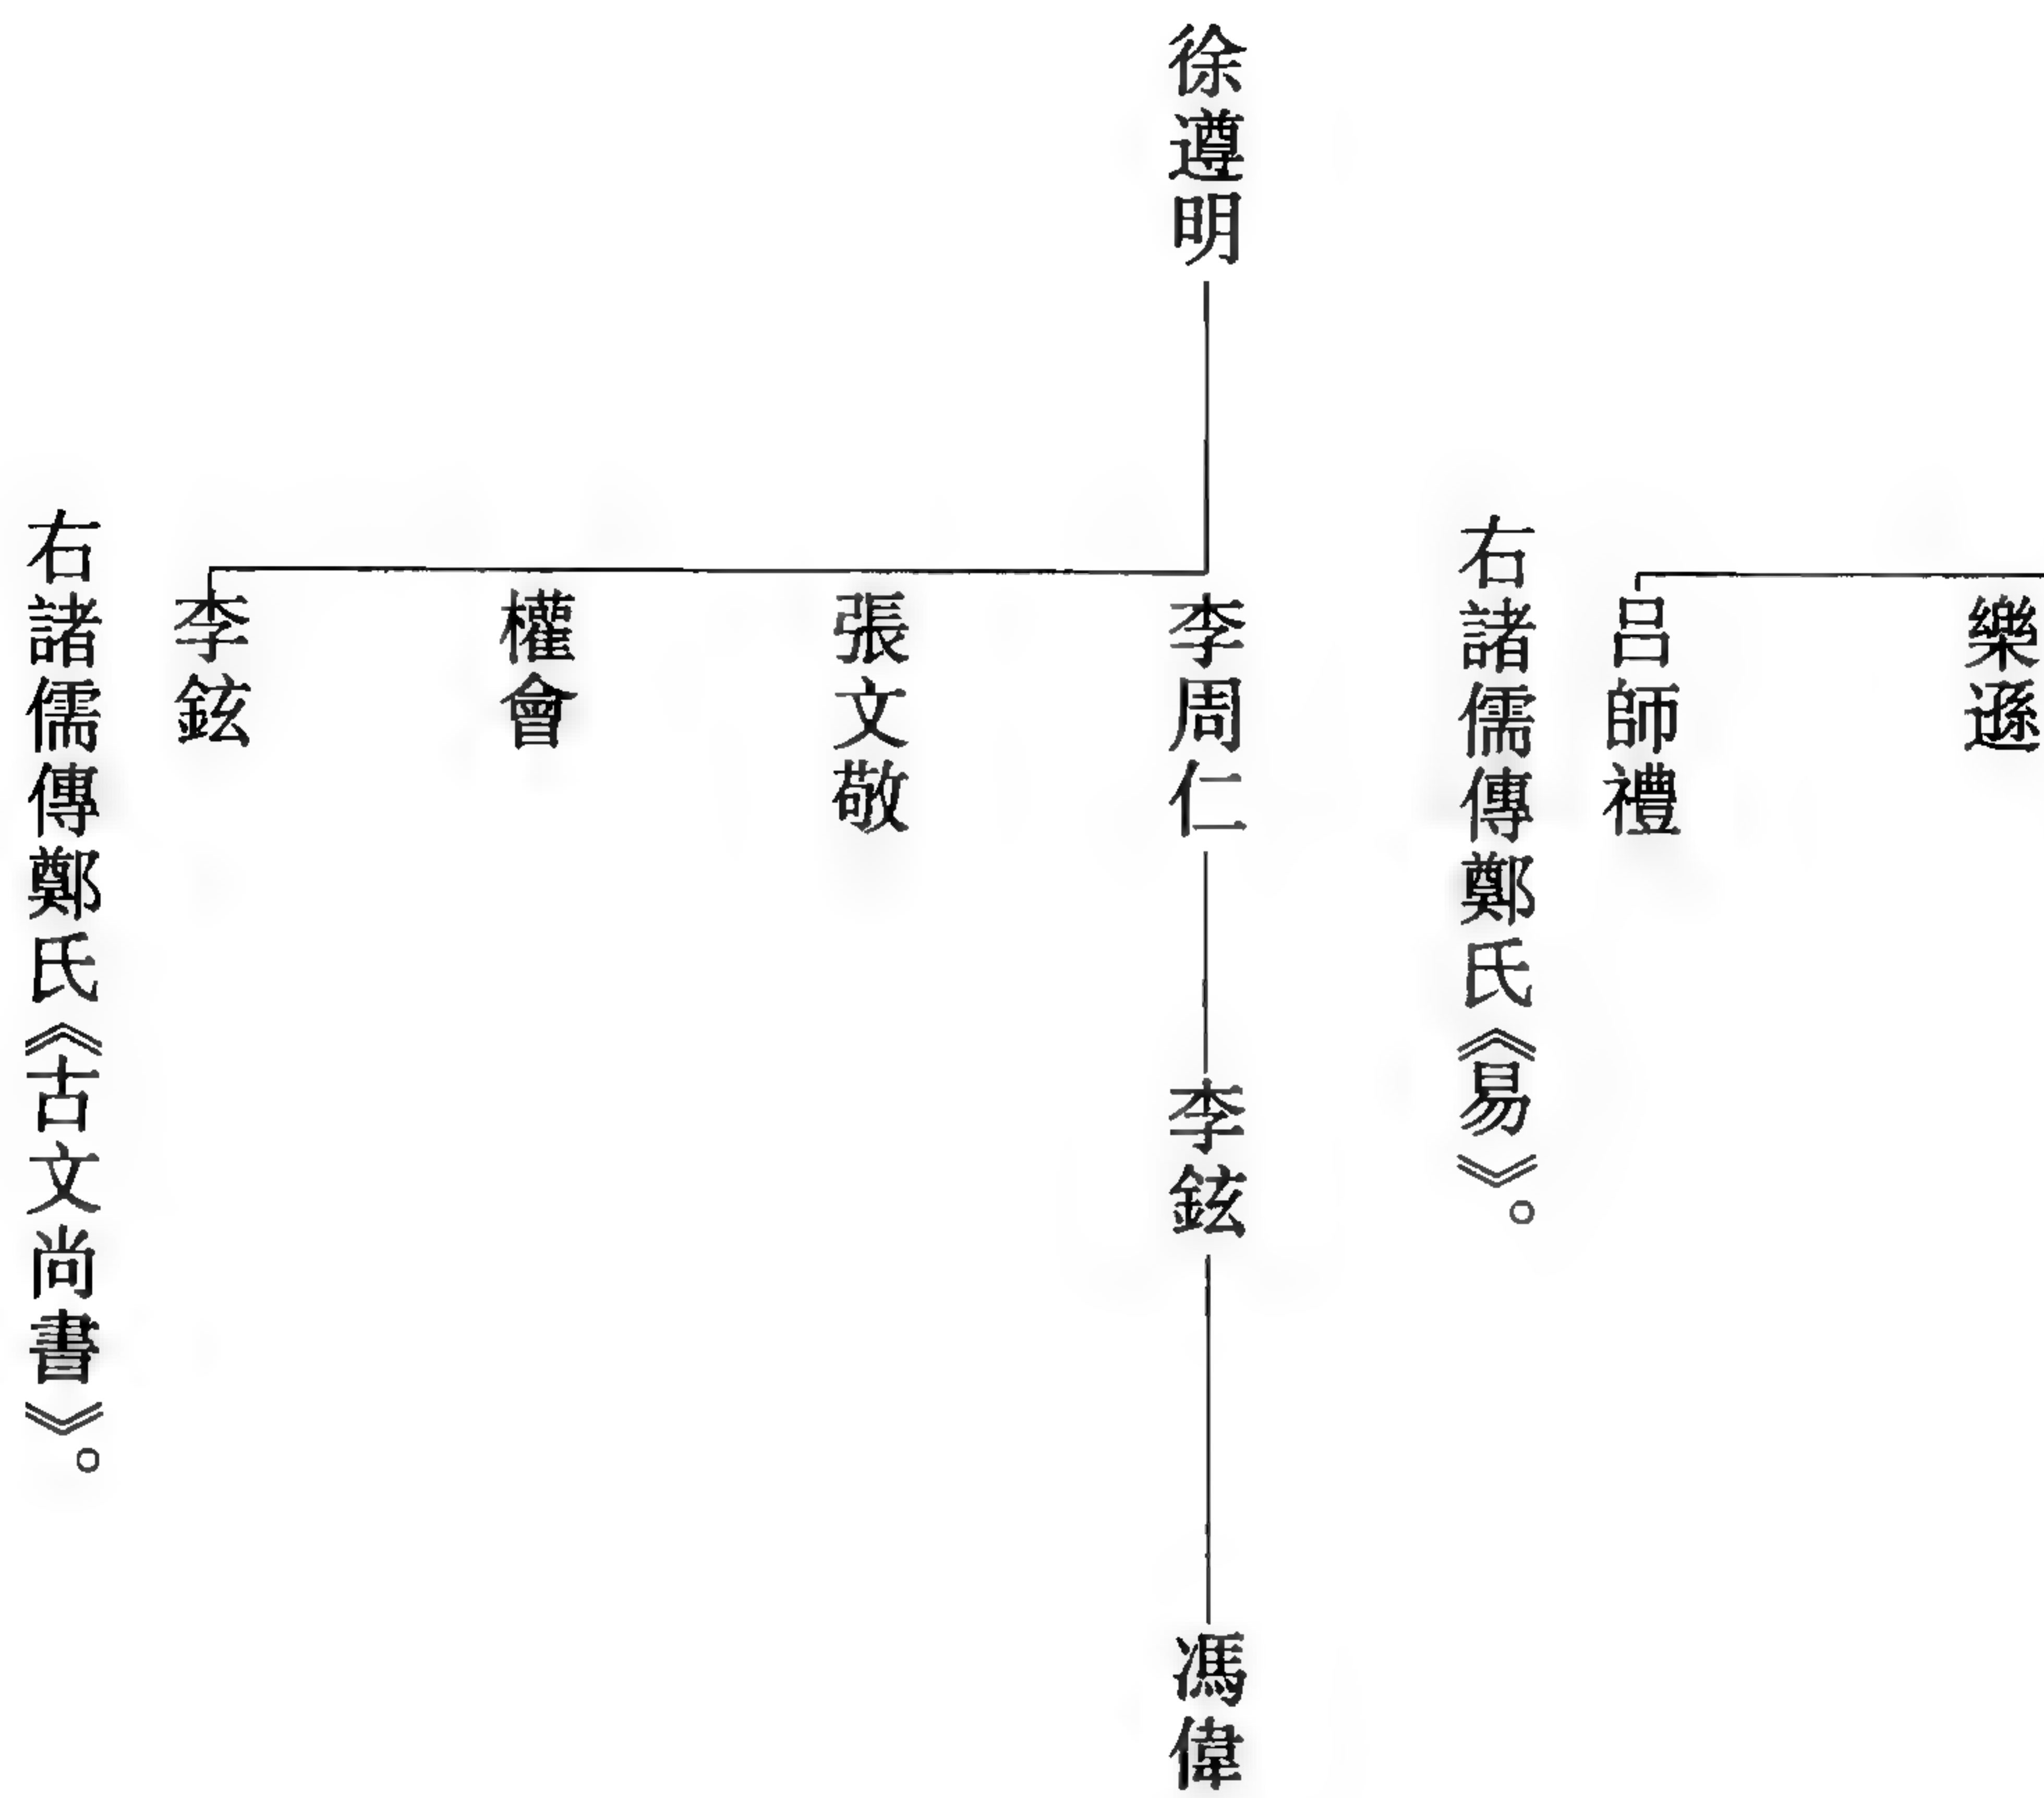 樂遜
呂師禮
右諸儒傳鄭氏《易》。
徐遵明
李周仁
李鉉
馮偉
張文敬
權會
李鉉
右諸儒傳鄭氏《古文尚書》。